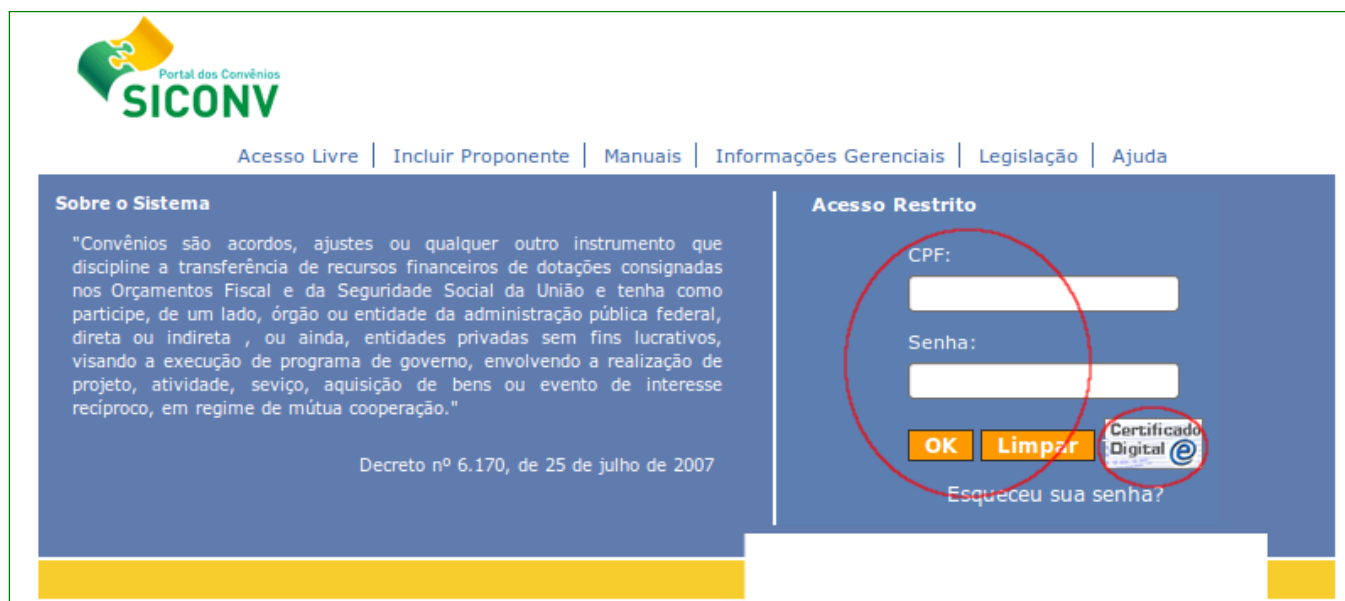 Portal dos Convênios
SICONV
Acesso Livre | Incluir Proponente | Manuais | Informações Gerenciais | Legislação | Ajuda
Sobre o Sistema
"Convênios são acordos, ajustes ou qualquer outro instrumento que
discipline a transferência de recursos financeiros de dotações consignadas
nos Orçamentos Fiscal e da Seguridade Social da União e tenha como
participe, de um lado, órgão ou entidade da administração pública federal,
direta ou indireta , ou ainda, entidades privadas sem fins lucrativos,
visando a execução de programa de governo, envolvendo a realização de
projeto, atividade, seviço, aquisição de bens ou evento de interesse
recíproco, em regime de mútua cooperação."
Decreto nº 6.170, de 25 de julho de 2007
Acesso Restrito
CPF:
Senha:
OK Limpar
Certificado
Digital e
Esqueceu sua senha?